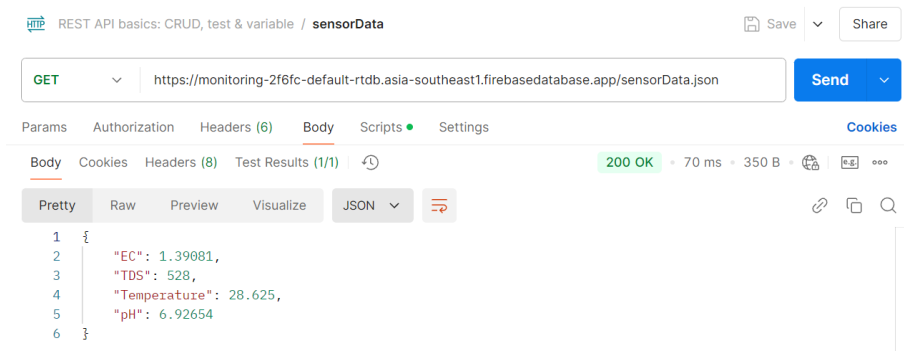 HTTP REST API basics: CRUD, test & variable / sensorData Save Share
GET https://monitoring-2f6fc-default-rtdb.asia-southeast1.firebasedatabase.app/sensorData.json Send
Params Authorization Headers (6) Body Scripts Settings Cookies
Body Cookies Headers (8) Test Results (1/1) 200 OK 70 ms 350 B e.g.
Pretty Raw Preview Visualize JSON
1 {
2 "EC": 1.39081,
3 "TDS": 528,
4 "Temperature": 28.625,
5 "pH": 6.92654
6 }